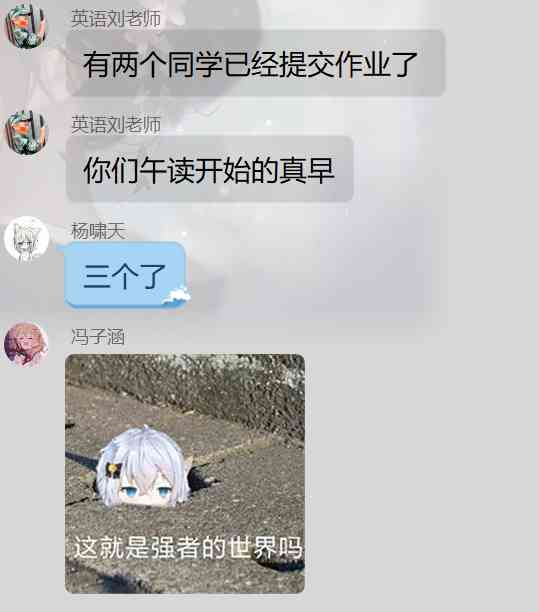 英语刘老师
有两个同学已经提交作业了
英语刘老师
你们午读开始的真早
杨啸天
三个了
冯子涵
这就是强者的世界吗